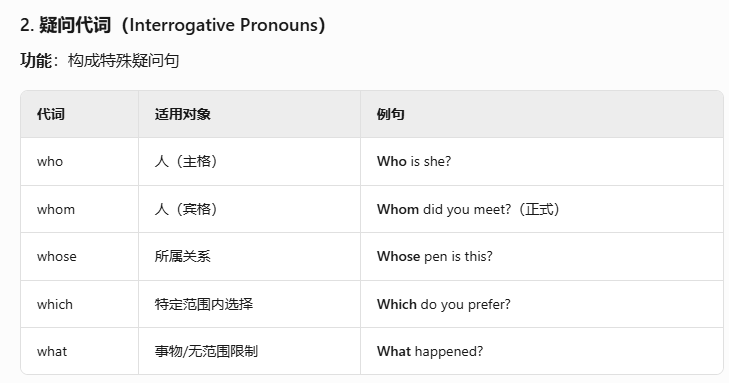 2. 疑问代词（Interrogative Pronouns）
功能：构成特殊疑问句
代词 适用对象 例句
who 人（主格） Who is she?
whom 人（宾格） Whom did you meet?（正式）
whose 所属关系 Whose pen is this?
which 特定范围内选择 Which do you prefer?
what 事物/无范围限制 What happened?